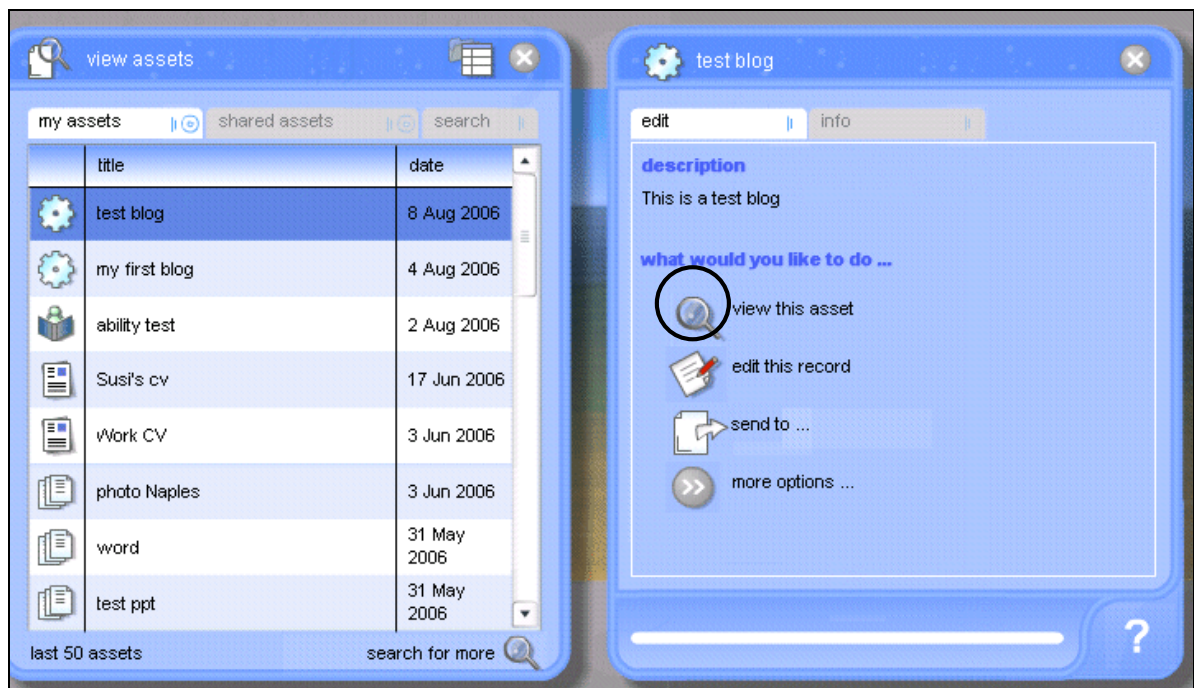 view assets
my assets shared assets search
title date
test blog 8 Aug 2006
my first blog 4 Aug 2006
ability test 2 Aug 2006
Susi's cv 17 Jun 2006
Work CV 3 Jun 2006
photo Naples 3 Jun 2006
word 31 May
2006
test ppt 31 May
2006
last 50 assets search for more
test blog
edit info
description
This is a test blog
what would you like to do ...
view this asset
edit this record
send to ...
more options ...
?